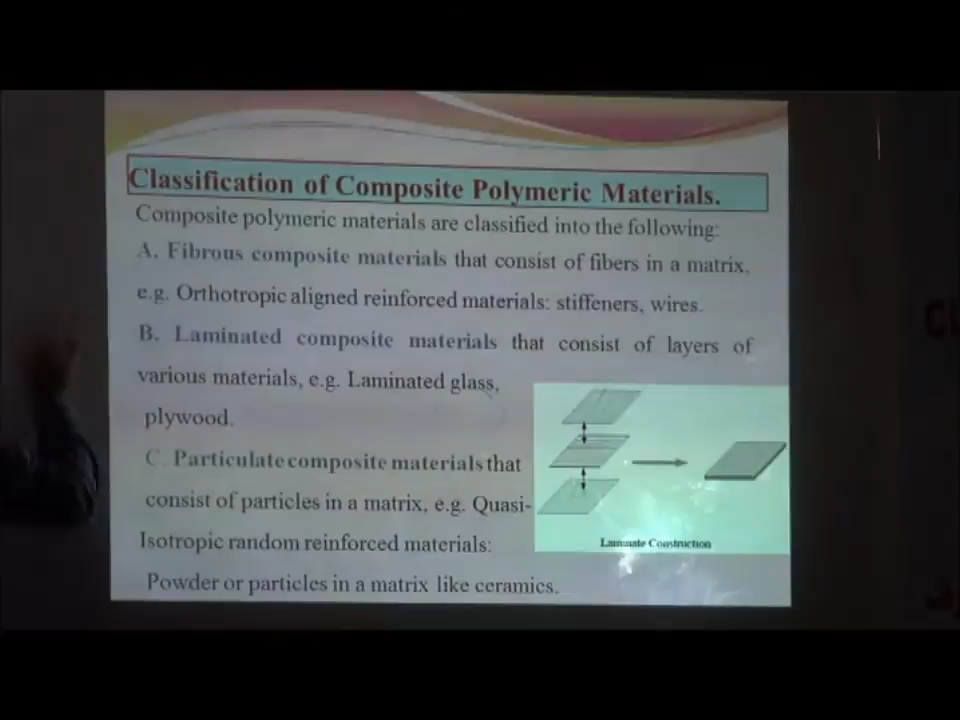 Classification of Composite Polymeric Materials.
Composite polymeric materials are classified into the following:
A. Fibrous composite materials that consist of fibers in a matrix,
e.g. Orthotropic aligned reinforced materials: stiffeners, wires.
B. Laminated composite materials that consist of layers of
various materials, e.g. Laminated glass,
plywood.
C. Particulate composite materials that
consist of particles in a matrix, e.g. Quasi-
Isotropic random reinforced materials:
Powder or particles in a matrix like ceramics.
Laminate Construction